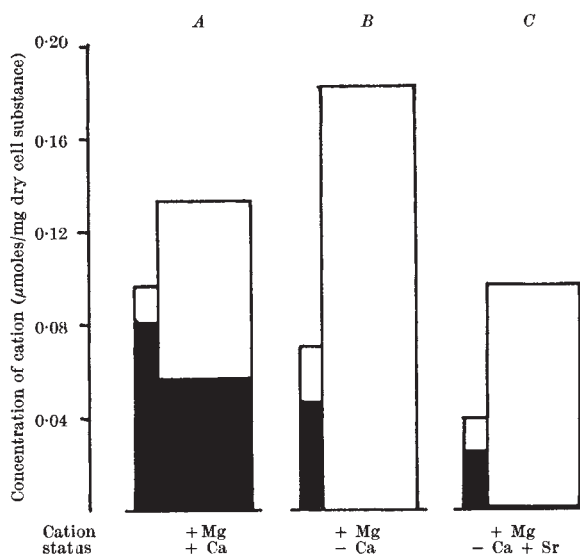 A B C
Concentration of cation (μmoles/mg dry cell substance)
0·20
0·16
0·12
0·08
0·04
Cation status
+ Mg + Ca
+ Mg − Ca
+ Mg − Ca + Sr